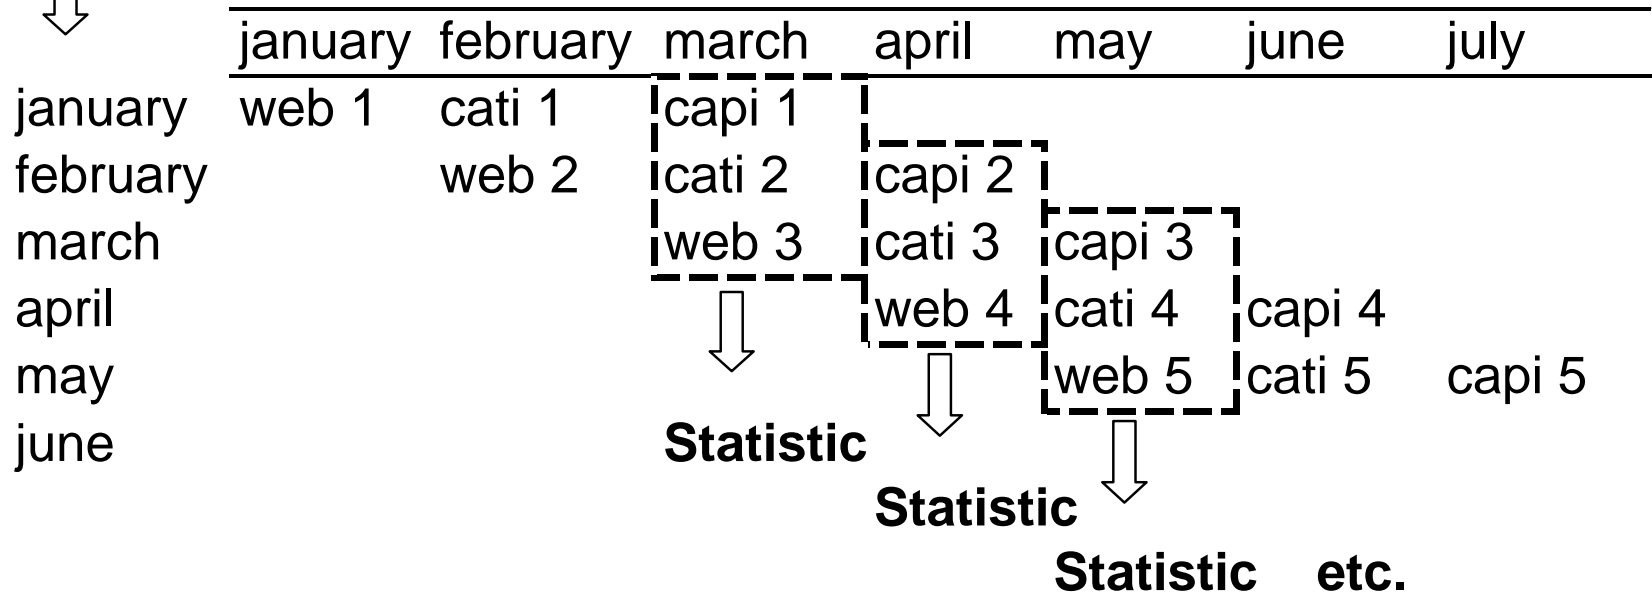 january february march april may june july
january web 1 cati 1 capi 1
february web 2 cati 2 capi 2
march web 3 cati 3 capi 3
april web 4 cati 4 capi 4
may web 5 cati 5 capi 5
june Statistic
Statistic
Statistic etc.